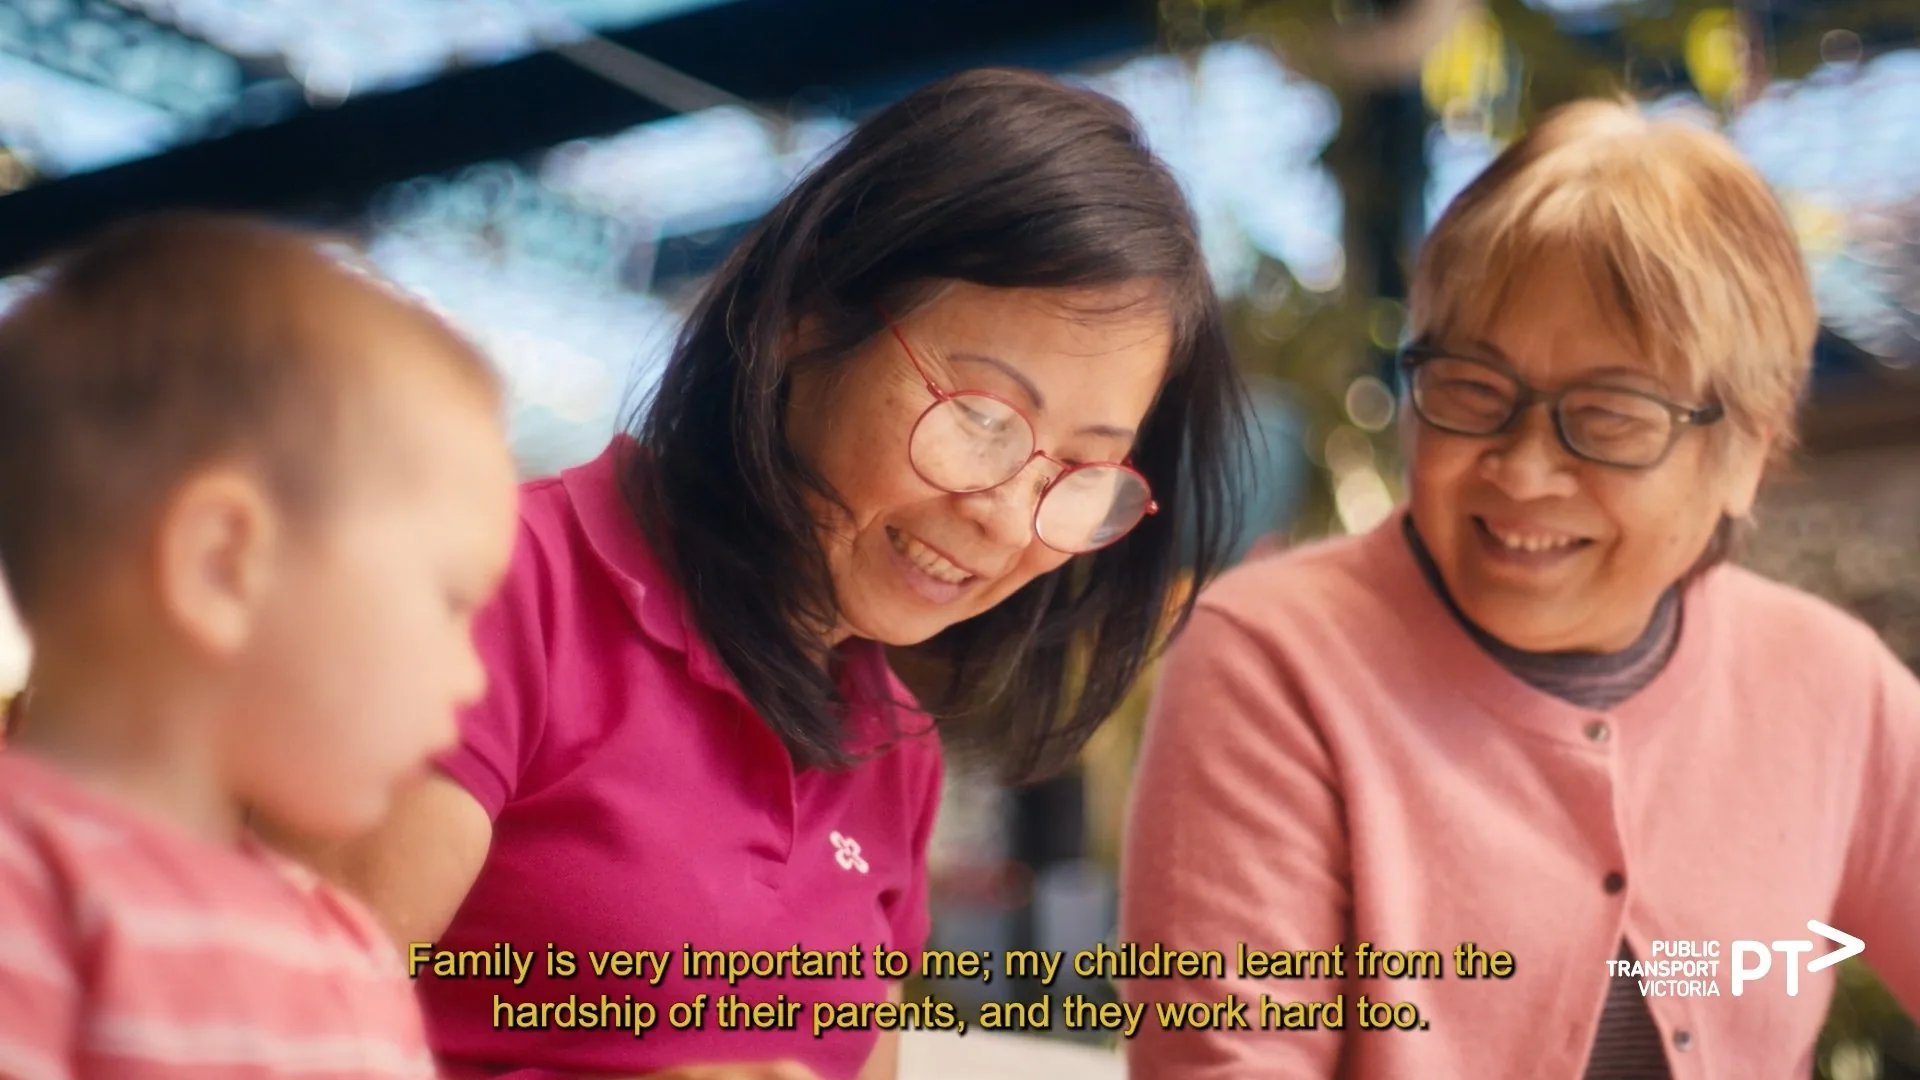 Family is very important to me; my children learnt from the
hardship of their parents, and they work hard too.
PUBLIC
TRANSPORT
VICTORIA
PT>